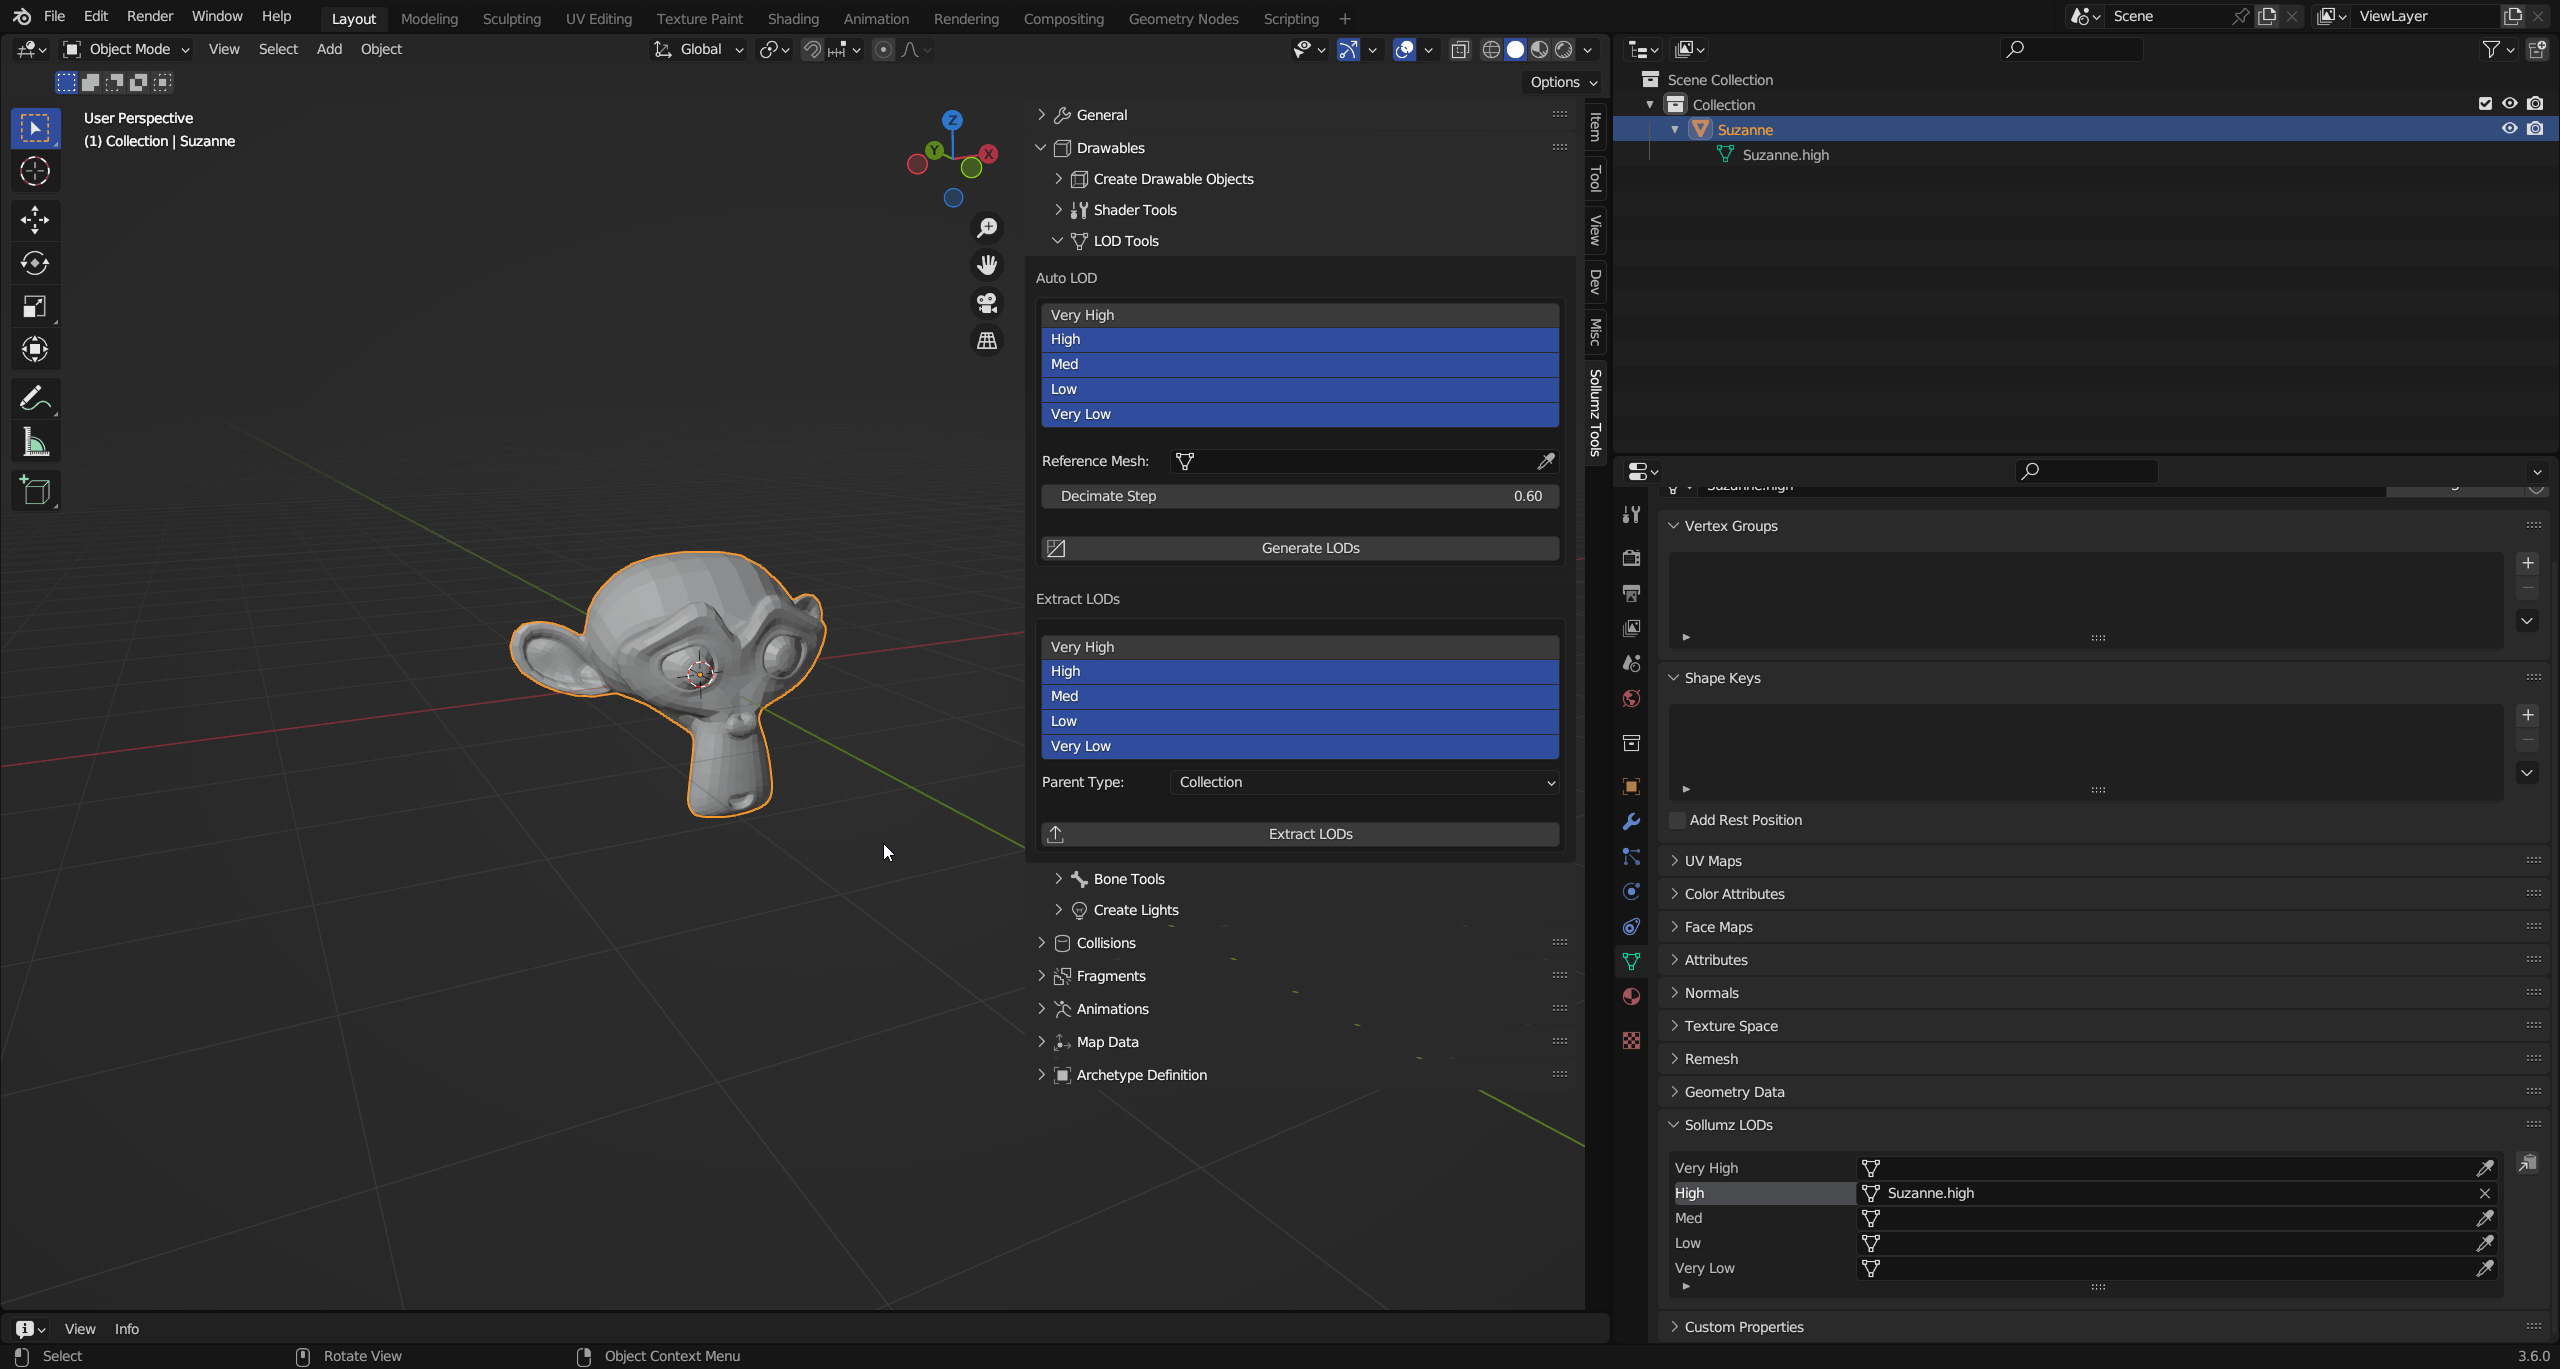 File Edit Render Window Help Layout Modeling Sculpting UV Editing Texture Paint Shading Animation Rendering Compositing Geometry Nodes Scripting + Scene ViewLayer
Object Mode View Select Add Object Global
Options
User Perspective
(1) Collection | Suzanne
Z
Y
X
General
Drawables
Create Drawable Objects
Shader Tools
LOD Tools
Auto LOD
Very High
High
Med
Low
Very Low
Reference Mesh:
Decimate Step 0.60
Generate LODs
Extract LODs
Very High
High
Med
Low
Very Low
Parent Type: Collection
Extract LODs
Bone Tools
Create Lights
Collisions
Fragments
Animations
Map Data
Archetype Definition
Item
Tool
View
Dev
Misc
Sollumz Tools
Scene Collection
Collection
Suzanne
Suzanne.high
Suzanne.high
Vertex Groups
Shape Keys
Add Rest Position
UV Maps
Color Attributes
Face Maps
Attributes
Normals
Texture Space
Remesh
Geometry Data
Sollumz LODs
Very High
High Suzanne.high
Med
Low
Very Low
Custom Properties
View Info
Select Rotate View Object Context Menu 3.6.0